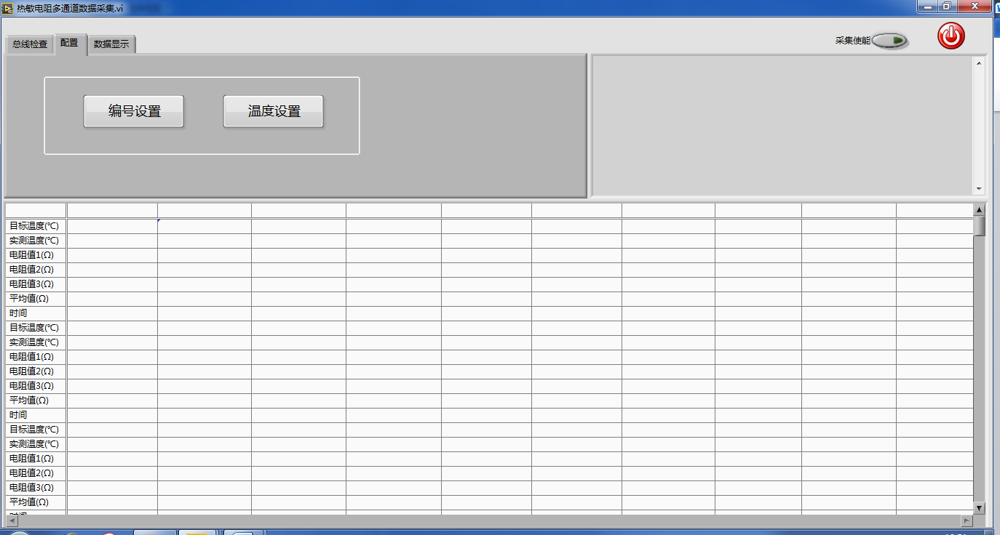 热敏电阻多通道数据采集.vi
总线检查
配置
数据显示
采集使能
编号设置
温度设置
目标温度(℃)
实测温度(℃)
电阻值1(Ω)
电阻值2(Ω)
电阻值3(Ω)
平均值(Ω)
时间
目标温度(℃)
实测温度(℃)
电阻值1(Ω)
电阻值2(Ω)
电阻值3(Ω)
平均值(Ω)
时间
目标温度(℃)
实测温度(℃)
电阻值1(Ω)
电阻值2(Ω)
电阻值3(Ω)
平均值(Ω)